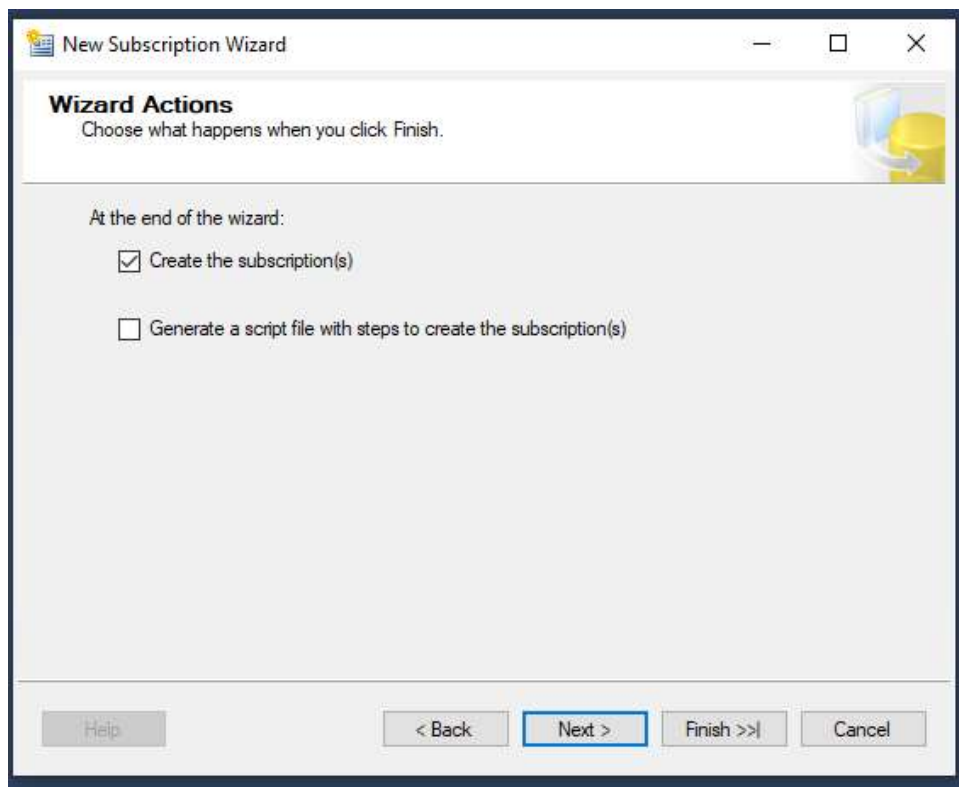 New Subscription Wizard
Wizard Actions
Choose what happens when you click Finish.
At the end of the wizard:
Create the subscription(s)
Generate a script file with steps to create the subscription(s)
Help
< Back
Next >
Finish >>|
Cancel